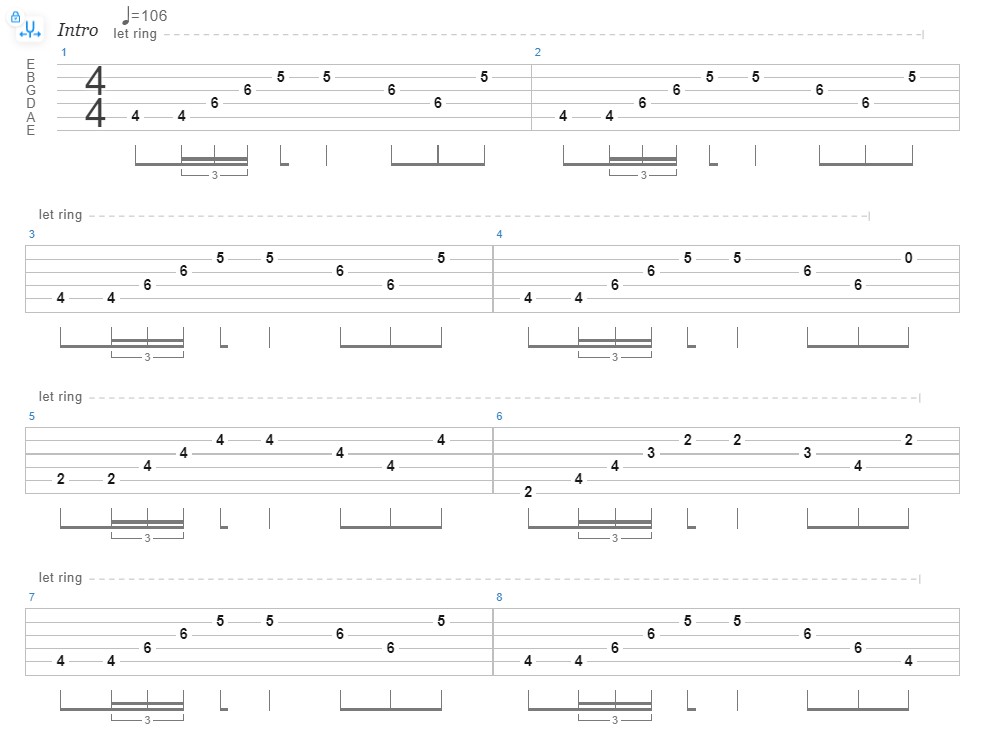 ♩=106
Intro let ring
1 2
E
B 5 5 5 5 5 5
G 4 6 6 6 6
D 4 6 6 6 6
A 4 4 4 4
E
3 3
let ring
3 4
5 5 5 5 5 0
6 6 6 6
6 6 6 6
4 4 4 4
3 3
let ring
5 6
4 4 4 2 2 2
4 4 3 3
4 4 4 4
2 2 4
2
3 3
let ring
7 8
5 5 5 5 5
6 6 6 6
6 6 6 6
4 4 4 4 4
3 3